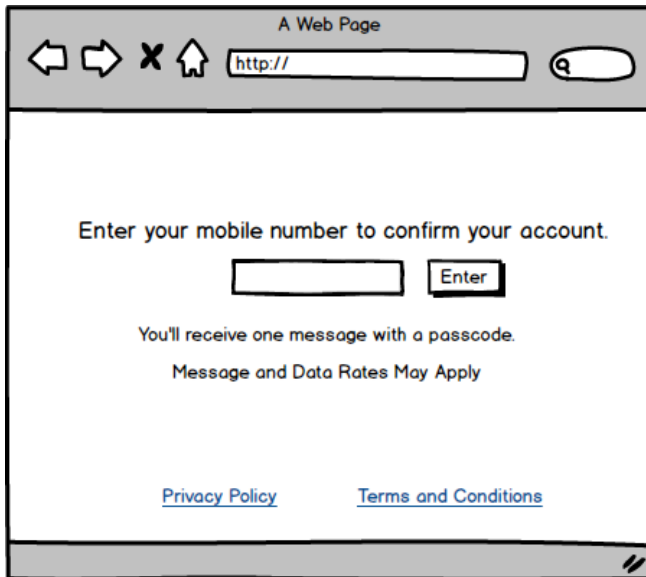 A Web Page
http://
Enter your mobile number to confirm your account.
Enter
You'll receive one message with a passcode.
Message and Data Rates May Apply
Privacy Policy
Terms and Conditions